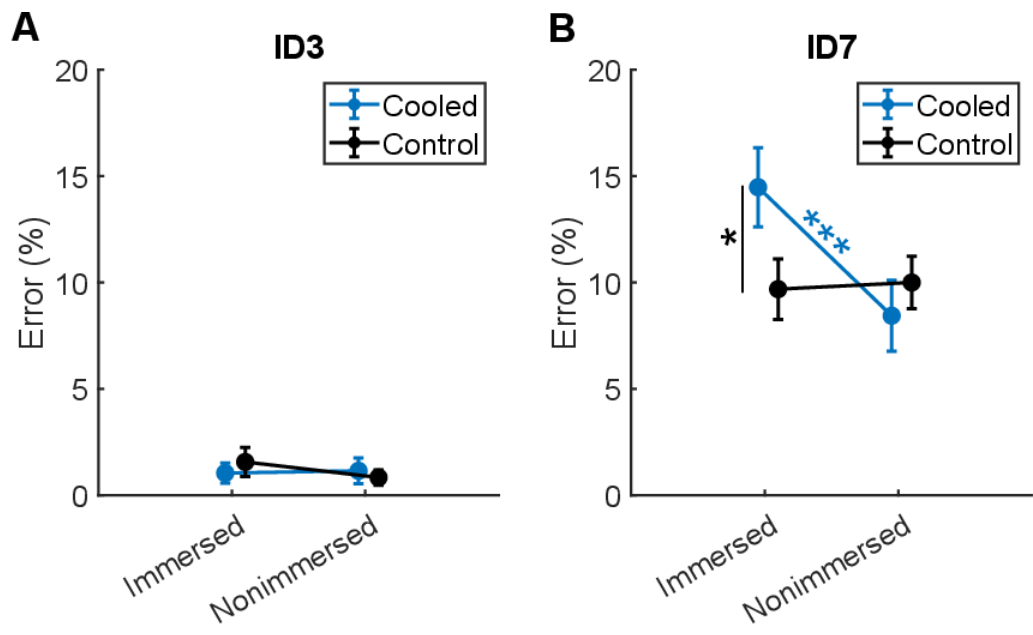 A
ID3
Cooled
Control
20
15
10
5
0
Error (%)
Immersed
Nonimmersed
B
ID7
Cooled
Control
20
15
10
5
0
Error (%)
*
***
Immersed
Nonimmersed